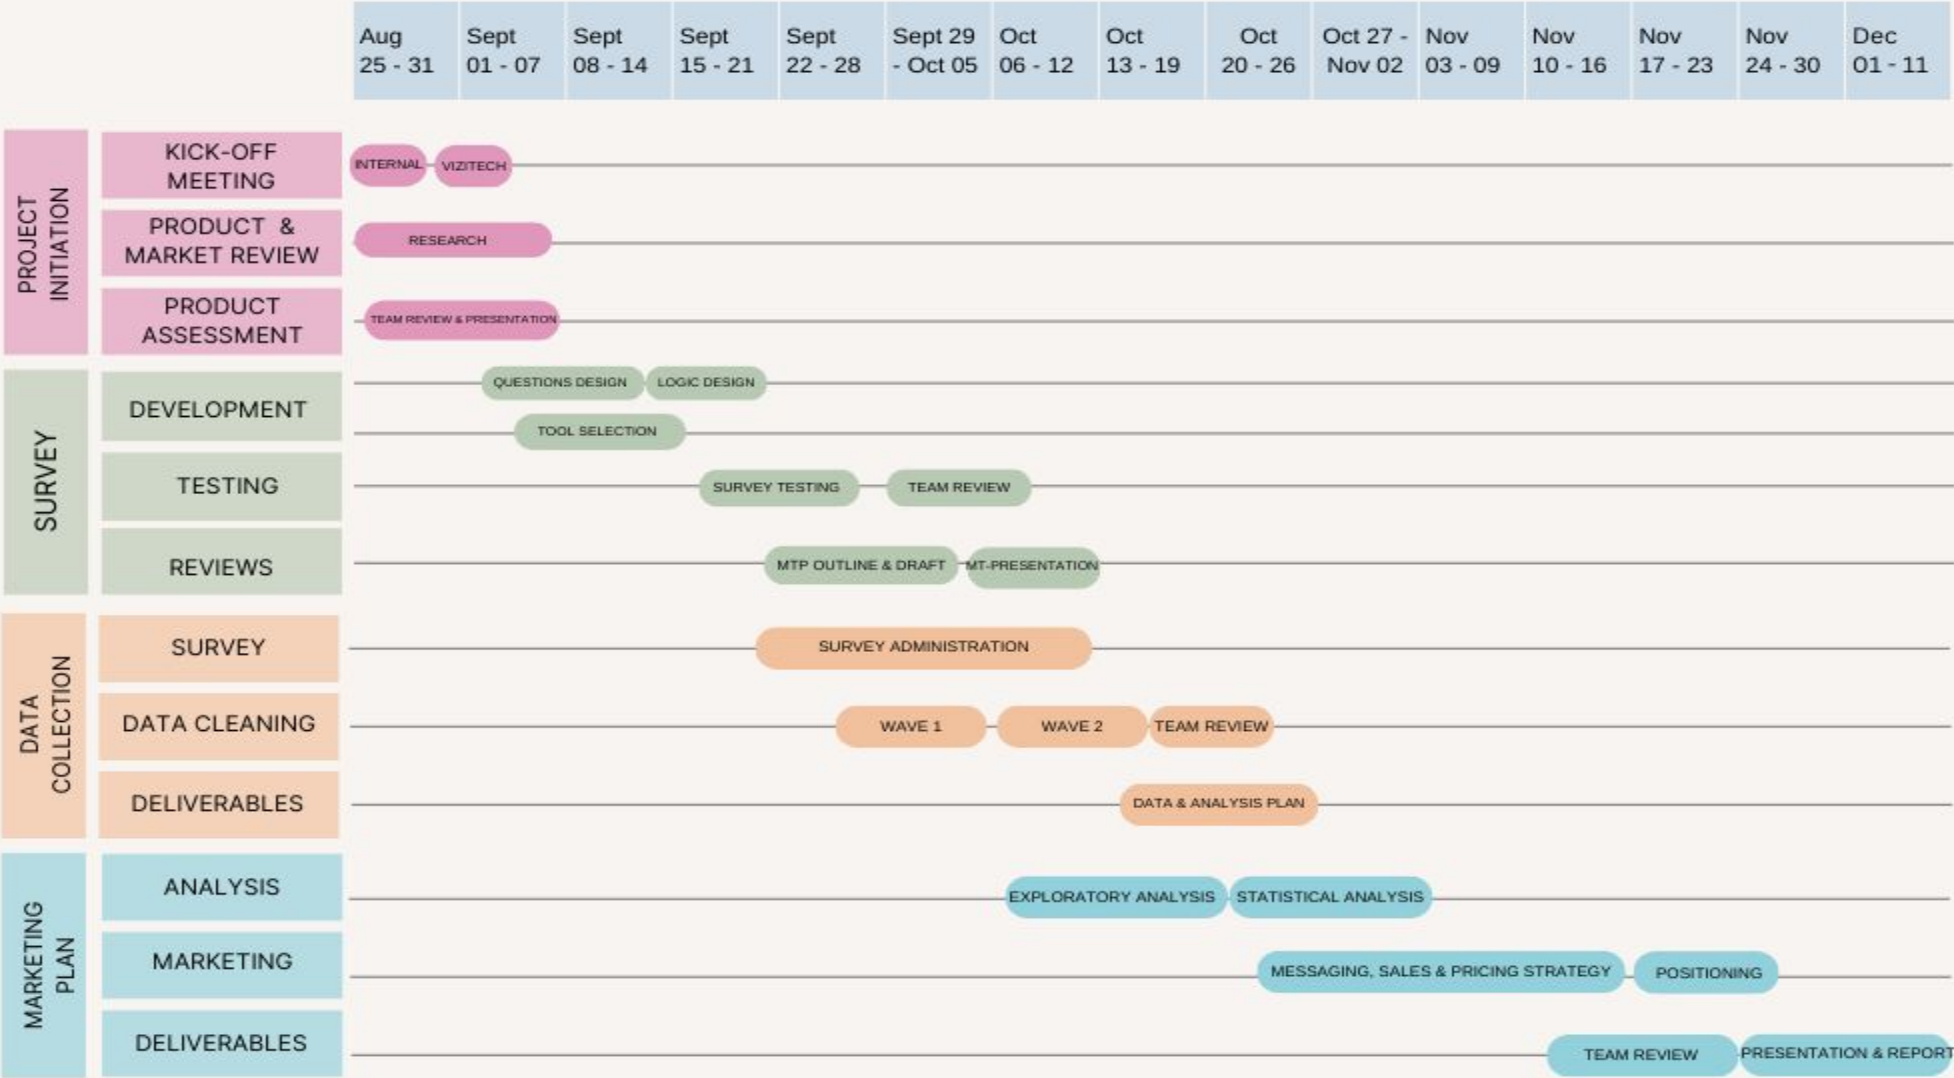 Aug
25 - 31
Sept
01 - 07
Sept
08 - 14
Sept
15 - 21
Sept
22 - 28
Sept 29
- Oct 05
Oct
06 - 12
Oct
13 - 19
Oct
20 - 26
Oct 27 -
Nov 02
Nov
03 - 09
Nov
10 - 16
Nov
17 - 23
Nov
24 - 30
Dec
01 - 11
PROJECT
INITIATION
KICK-OFF
MEETING
INTERNAL
VIZITECH
PRODUCT &
MARKET REVIEW
RESEARCH
PRODUCT
ASSESSMENT
TEAM REVIEW & PRESENTATION
SURVEY
DEVELOPMENT
QUESTIONS DESIGN
LOGIC DESIGN
TOOL SELECTION
TESTING
SURVEY TESTING
TEAM REVIEW
REVIEWS
MTP OUTLINE & DRAFT
MT-PRESENTATION
DATA
COLLECTION
SURVEY
SURVEY ADMINISTRATION
DATA CLEANING
WAVE 1
WAVE 2
TEAM REVIEW
DELIVERABLES
DATA & ANALYSIS PLAN
MARKETING
PLAN
ANALYSIS
EXPLORATORY ANALYSIS
STATISTICAL ANALYSIS
MARKETING
MESSAGING, SALES & PRICING STRATEGY
POSITIONING
DELIVERABLES
TEAM REVIEW
PRESENTATION & REPORT